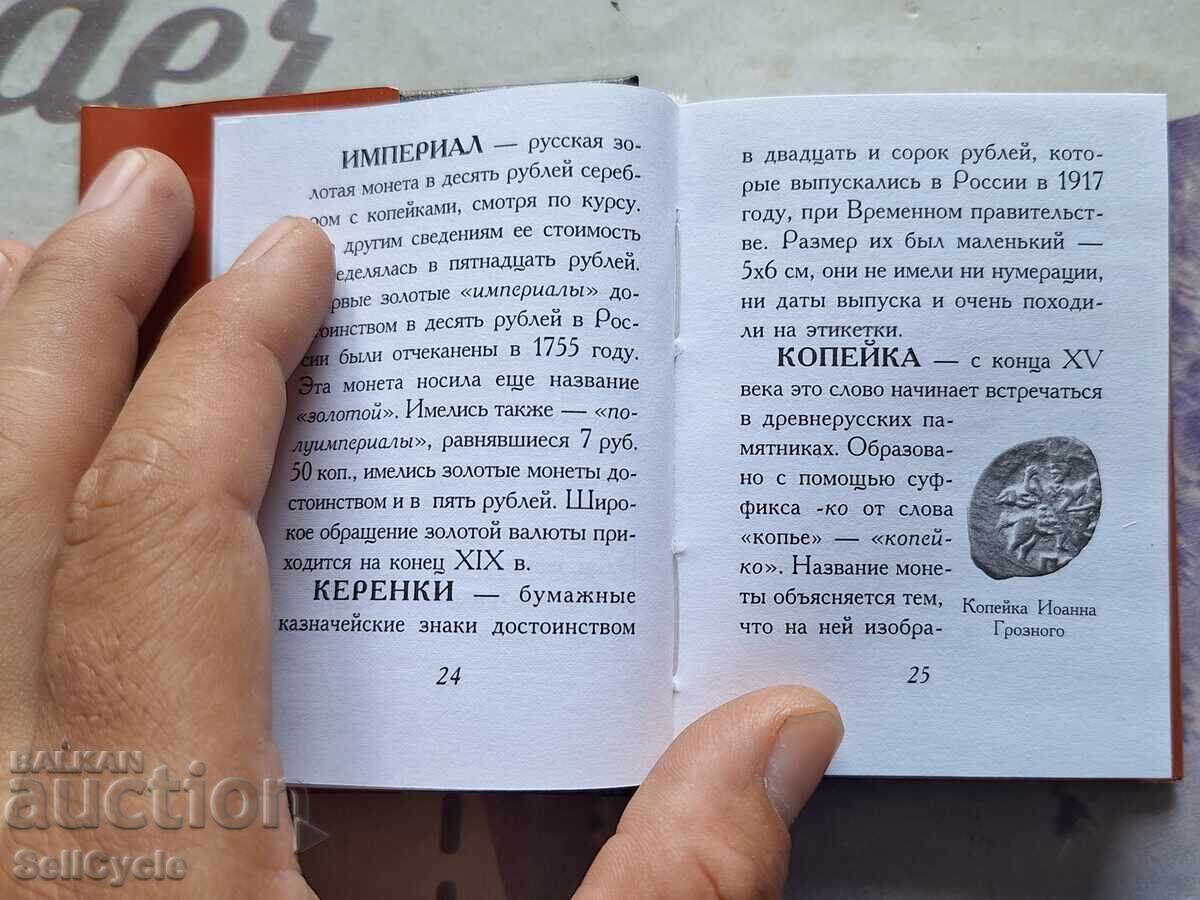 der
ИМПЕРИАЛ — русская зо-
лотая монета в десять рублей сереб-
ром с копейками, смотря по курсу.
другим сведениям ее стоимость
ределялась в пятнадцать рублей.
рвые золотые «империалы» до-
стоинством в десять рублей в Рос-
сии были отчеканены в 1755 году.
Эта монета носила еще название
«золотой». Имелись также — «по-
луимпериалы», равнявшиеся 7 руб.
50 коп., имелись золотые монеты до-
стоинством и в пять рублей. Широ-
кое обращение золотой валюты при-
ходится на конец XIX в.
КЕРЕНКИ — бумажные
казначейские знаки достоинством
24
в двадцать и сорок рублей, кото-
рые выпускались в России в 1917
году, при Временном правительст-
ве. Размер их был маленький —
5х6 см, они не имели ни нумерации,
ни даты выпуска и очень походи-
ли на этикетки.
КОПЕЙКА — с конца XV
века это слово начинает встречаться
в древнерусских па-
мятниках. Образова-
но с помощью суф-
фикса -ко от слова
«копье» — «копей-
ко». Название моне-
ты объясняется тем,
что на ней изобра-
Копейка Иоанна
Грозного
25
BALKAN
auction
SellCycle